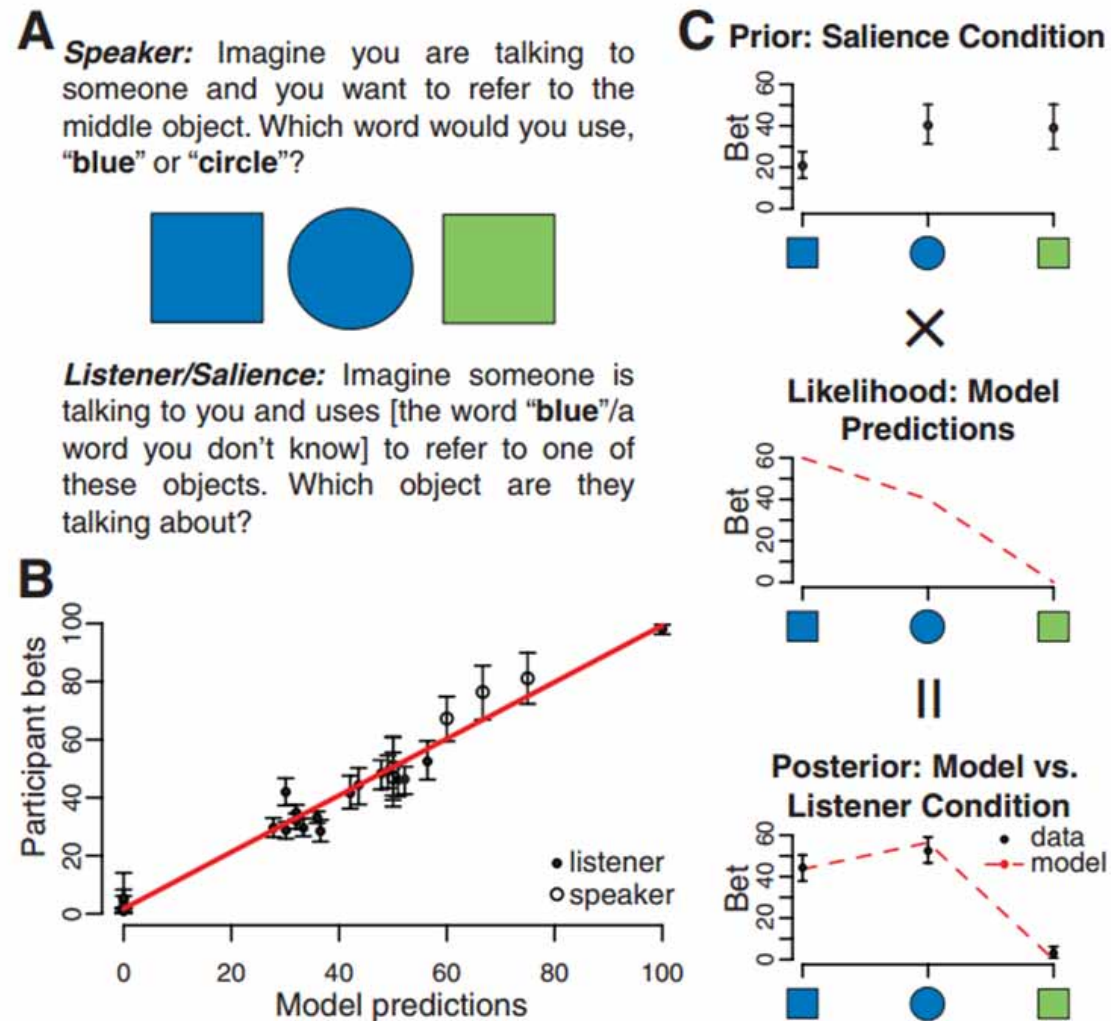 A
Speaker: Imagine you are talking to
someone and you want to refer to the
middle object. Which word would you use,
“blue” or “circle”?
Listener/Salience: Imagine someone is
talking to you and uses [the word “blue”/a
word you don’t know] to refer to one of
these objects. Which object are they
talking about?
B
Participant bets
100
80
60
40
20
0
listener
speaker
0 20 40 60 80 100
Model predictions
C Prior: Salience Condition
Bet
60
40
20
0
×
Likelihood: Model
Predictions
Bet
60
40
20
0
=
Posterior: Model vs.
Listener Condition
Bet
60
40
20
0
data
model